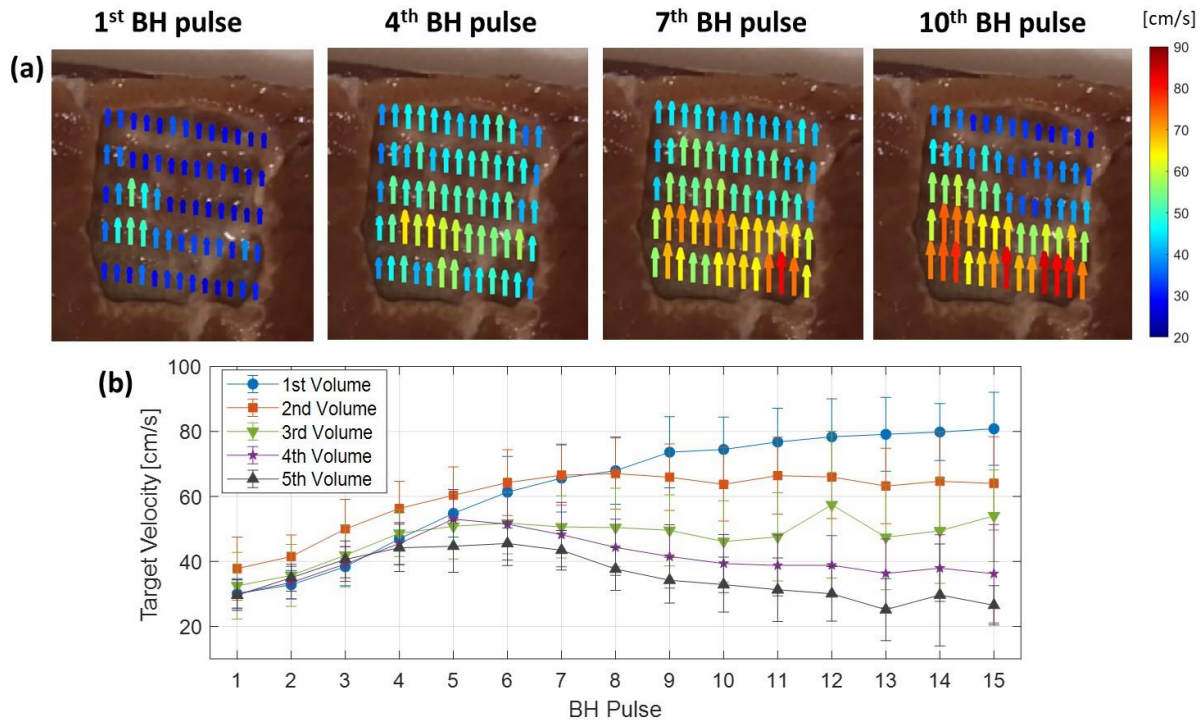 1st BH pulse
4th BH pulse
7th BH pulse
10th BH pulse
[cm/s]
(a)
90
80
70
60
50
40
30
20
(b)
100
80
60
40
20
Target Velocity [cm/s]
1st Volume
2nd Volume
3rd Volume
4th Volume
5th Volume
1 2 3 4 5 6 7 8 9 10 11 12 13 14 15
BH Pulse